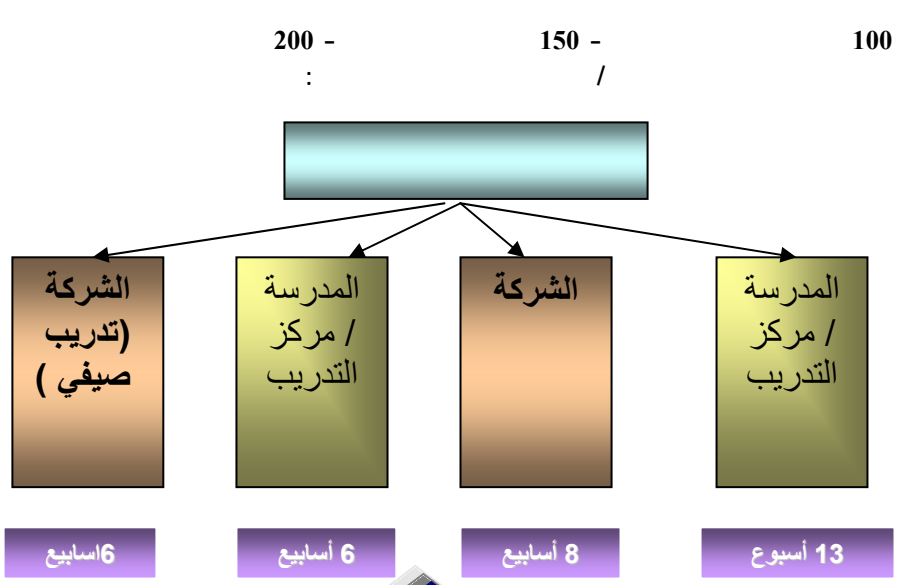 100 - 150 - 200
/ :
المدرسة
/ مركز
التدريب
الشركة
المدرسة
/ مركز
التدريب
الشركة
(تدريب
صيفي )
13 أسبوع
8 أسابيع
6 أسابيع
6اسابيع